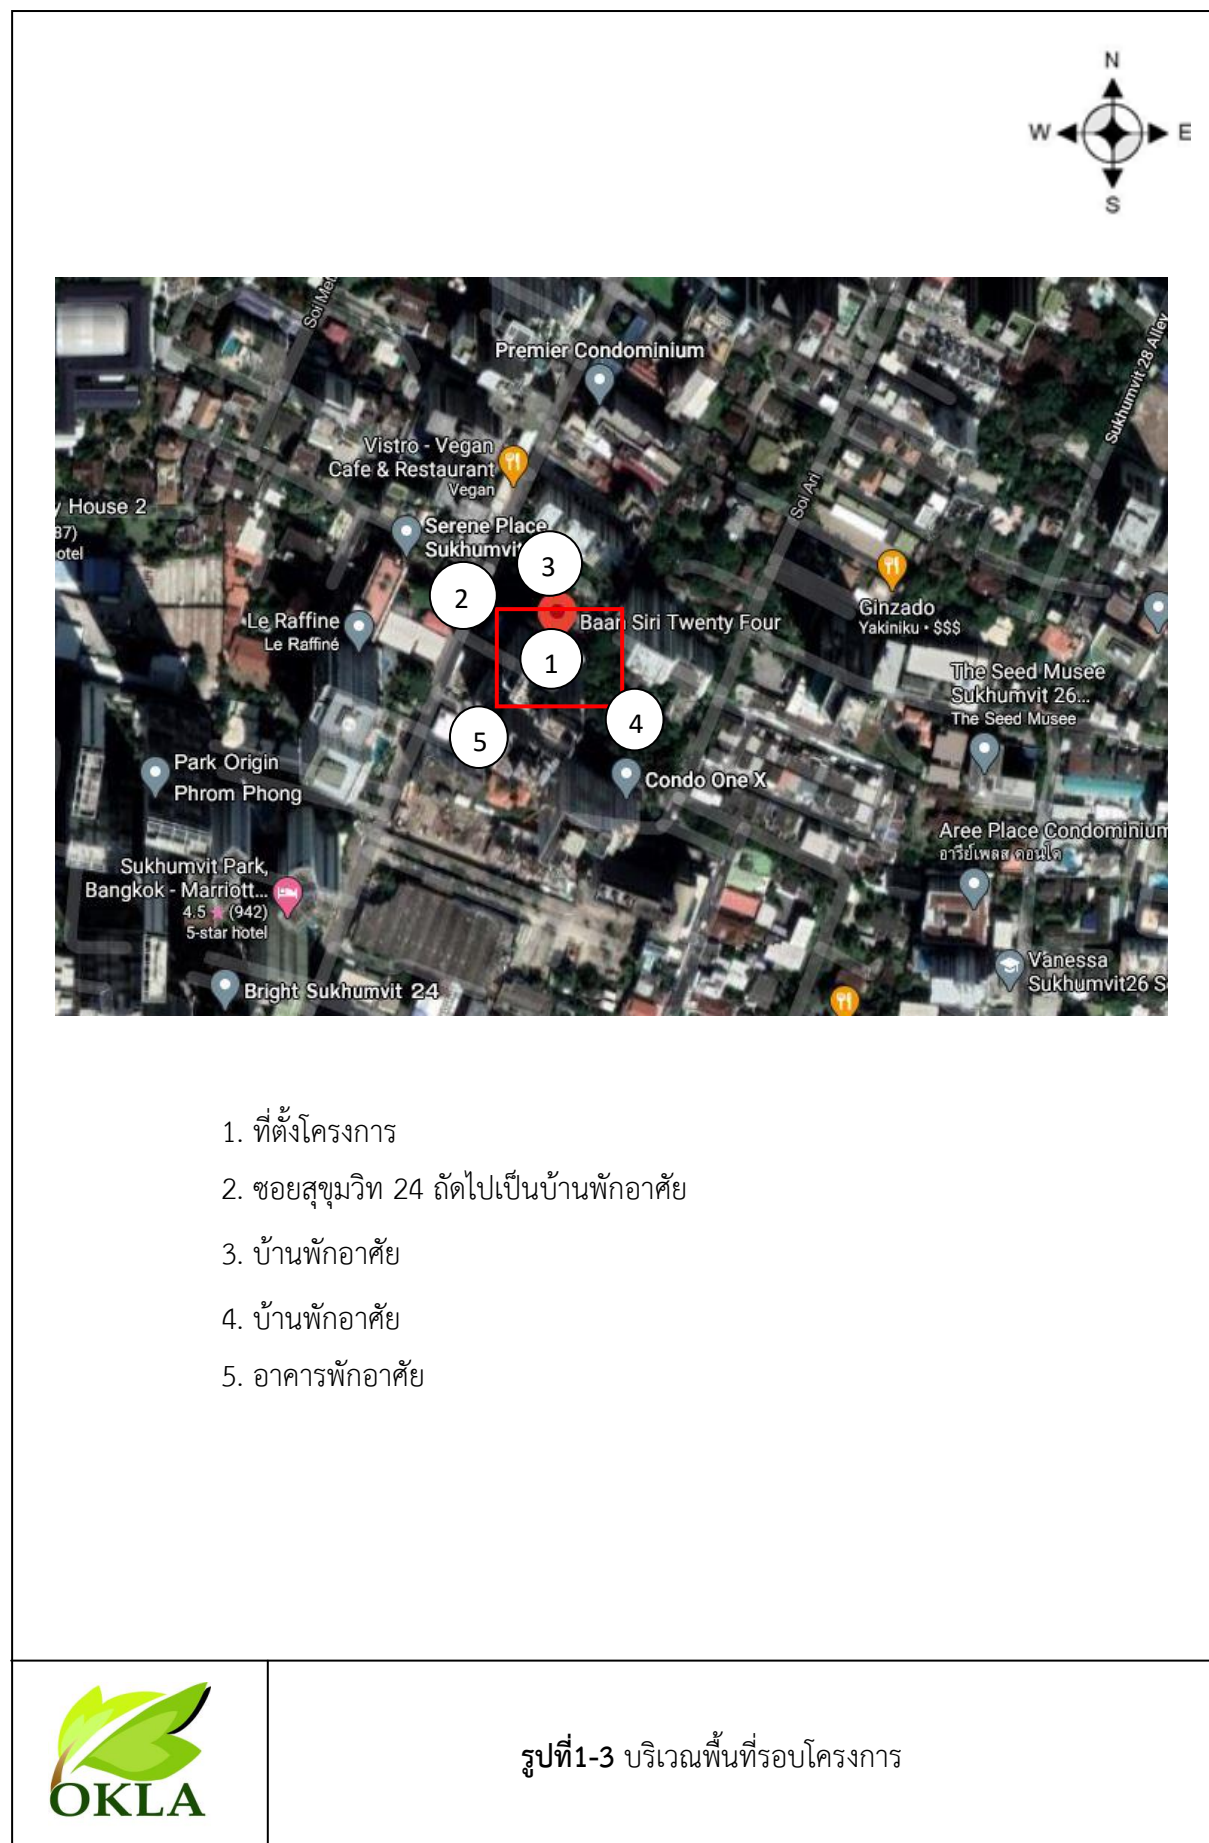 N
W E
S
Soi Med
Premier Condominium
Sukhumvit 28 Alley
Vistro - Vegan
Cafe & Restaurant
Vegan
Soi Ari
House 2
87)
otel
Serene Place
Sukhumvit
3
2
Ginzado
Yakiniku • $$$
Le Raffine
Le Raffiné
Baan Siri Twenty Four
1
The Seed Musee
Sukhumvit 26...
The Seed Musee
4
5
Park Origin
Phrom Phong
Condo One X
Aree Place Condominium
อารีย์เพลส คอนโด
Sukhumvit Park,
Bangkok - Marriott...
4.5 ★ (942)
5-star hotel
Vanessa
Sukhumvit26 S
Bright Sukhumvit 24
1. ที่ตั้งโครงการ
2. ซอยสุขุมวิท 24 ถัดไปเป็นบ้านพักอาศัย
3. บ้านพักอาศัย
4. บ้านพักอาศัย
5. อาคารพักอาศัย
OKLA
รูปที่1-3 บริเวณพื้นที่รอบโครงการ